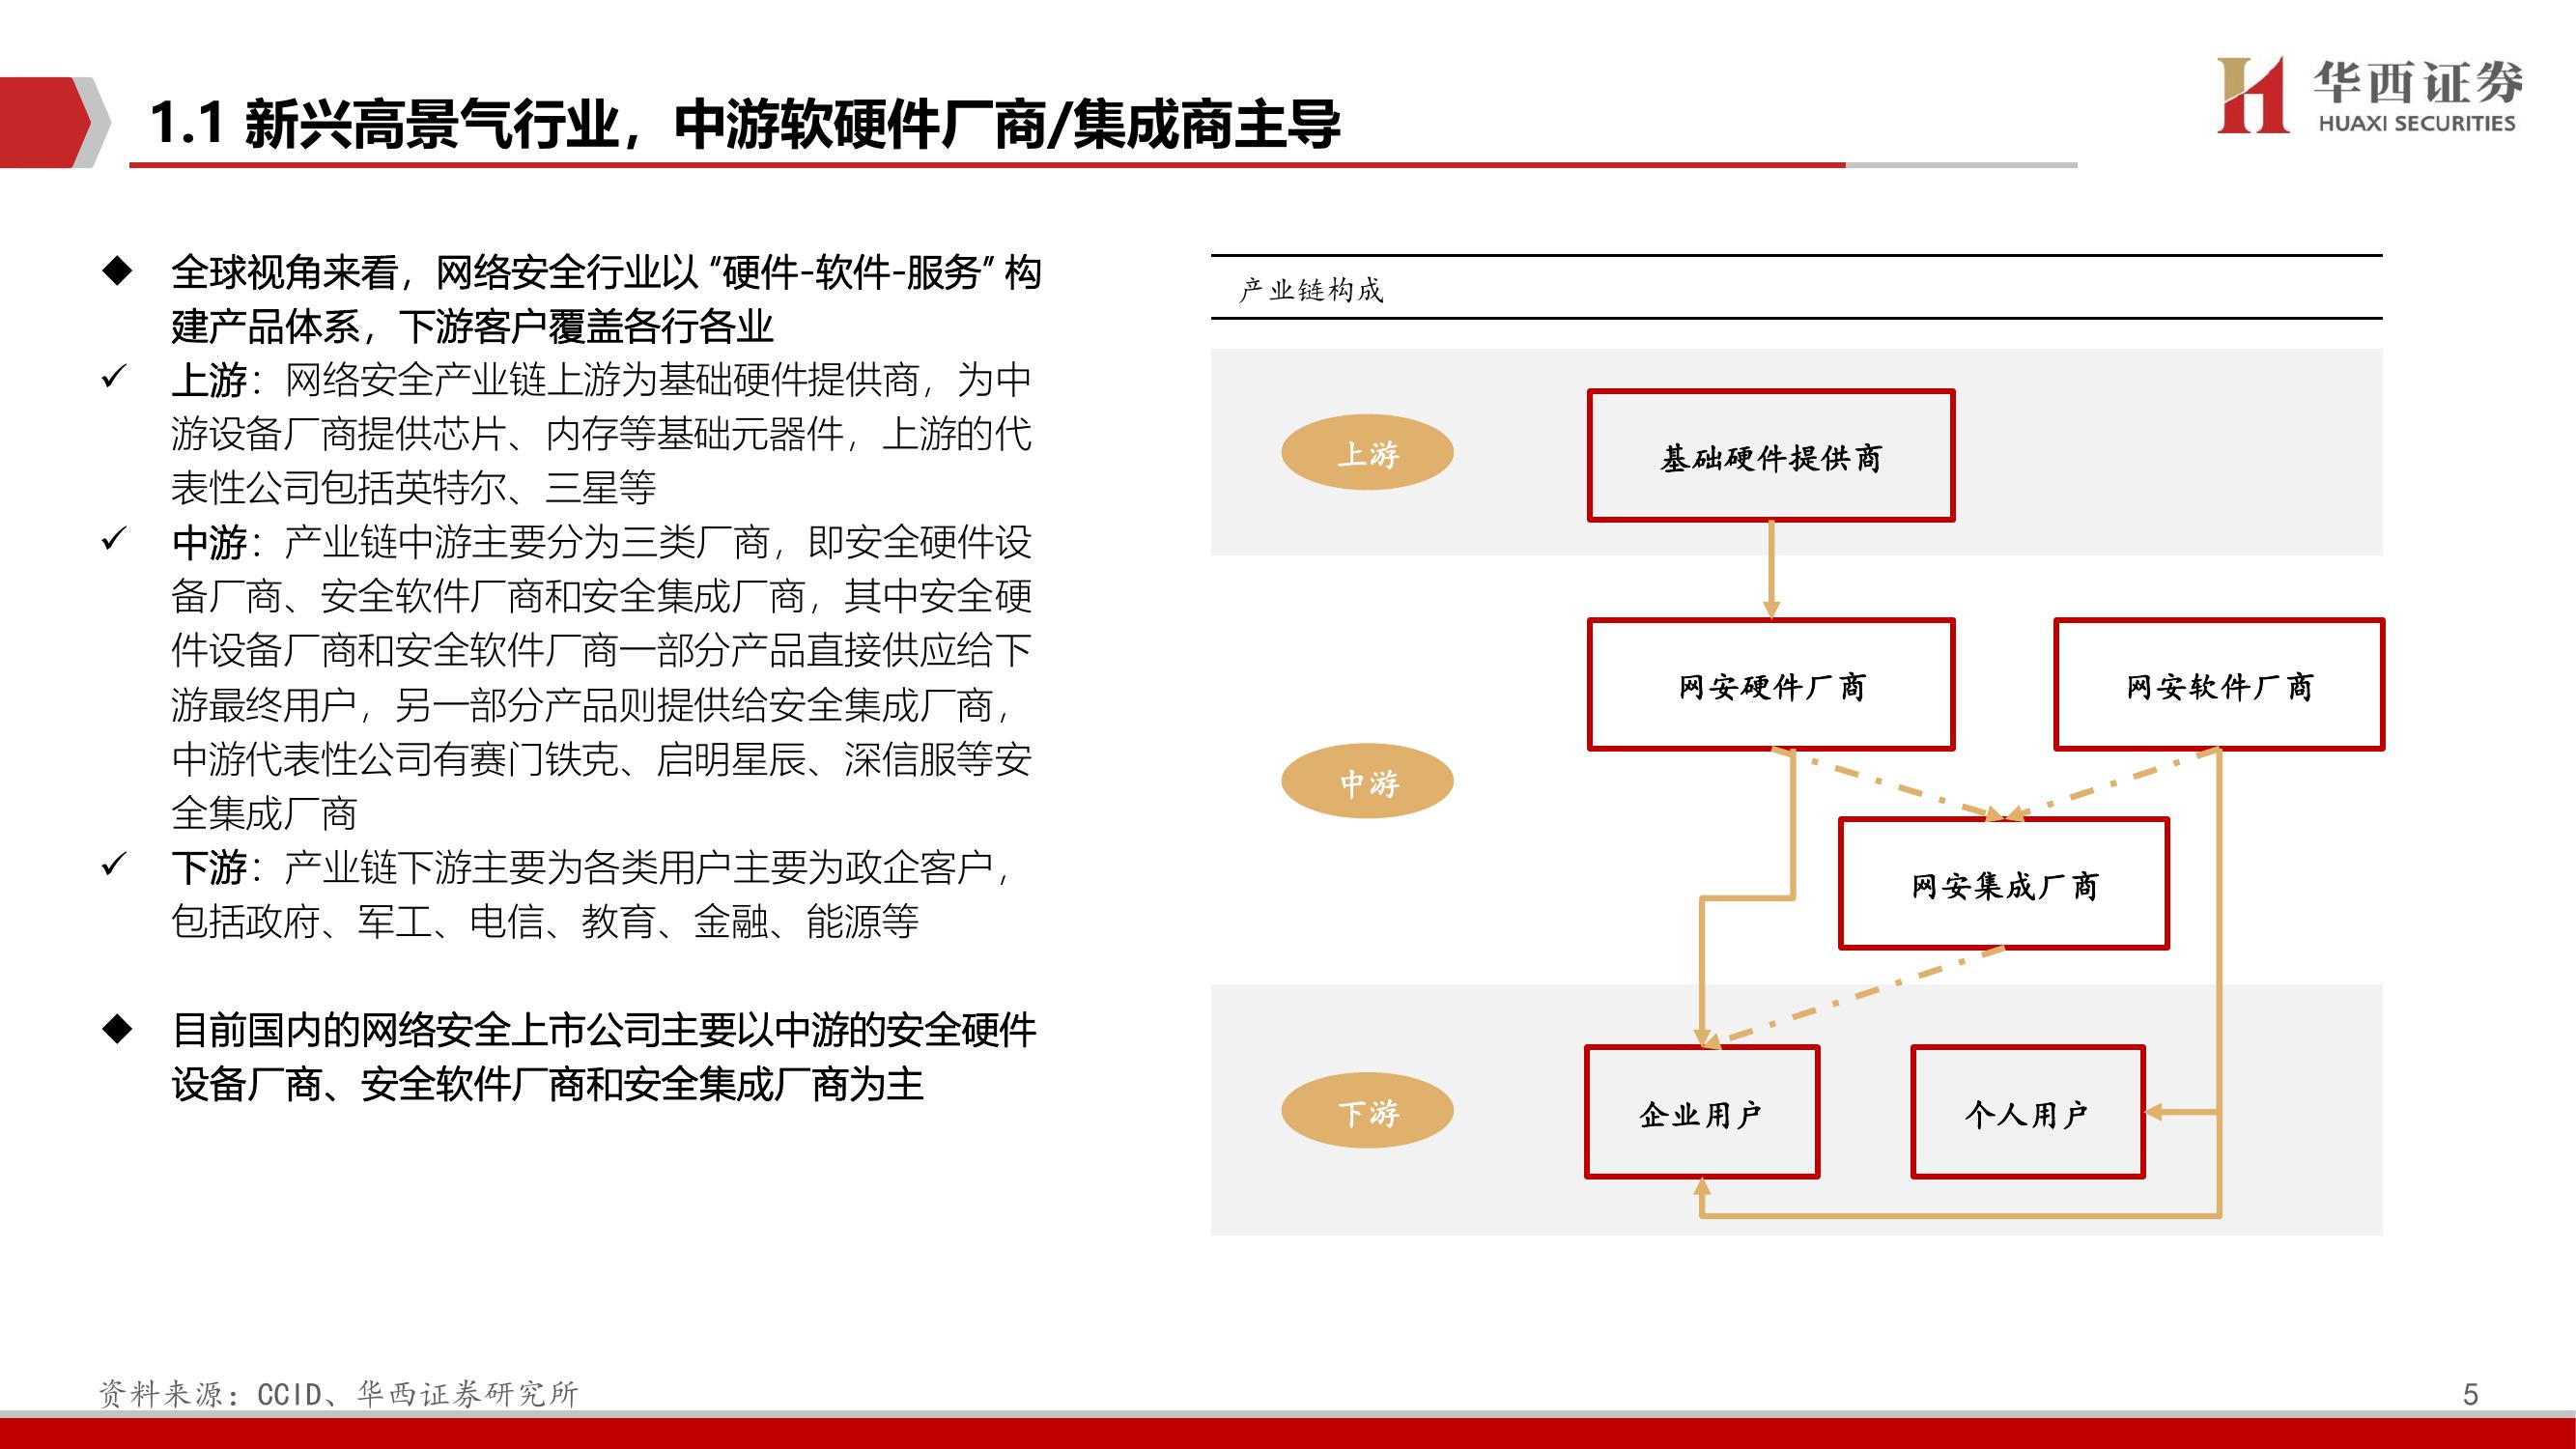 1.1 新兴高景气行业，中游软硬件厂商/集成商主导
华西证券
HUAXI SECURITIES
◆ 全球视角来看，网络安全行业以 “硬件-软件-服务” 构
建产品体系，下游客户覆盖各行各业
✓ 上游：网络安全产业链上游为基础硬件提供商，为中
游设备厂商提供芯片、内存等基础元器件，上游的代
表性公司包括英特尔、三星等
✓ 中游：产业链中游主要分为三类厂商，即安全硬件设
备厂商、安全软件厂商和安全集成厂商，其中安全硬
件设备厂商和安全软件厂商一部分产品直接供应给下
游最终用户，另一部分产品则提供给安全集成厂商，
中游代表性公司有赛门铁克、启明星辰、深信服等安
全集成厂商
✓ 下游：产业链下游主要为各类用户主要为政企客户，
包括政府、军工、电信、教育、金融、能源等
◆ 目前国内的网络安全上市公司主要以中游的安全硬件
设备厂商、安全软件厂商和安全集成厂商为主
产业链构成
上游
基础硬件提供商
网安硬件厂商
网安软件厂商
中游
网安集成厂商
下游
企业用户
个人用户
资料来源：CCID、华西证券研究所
5